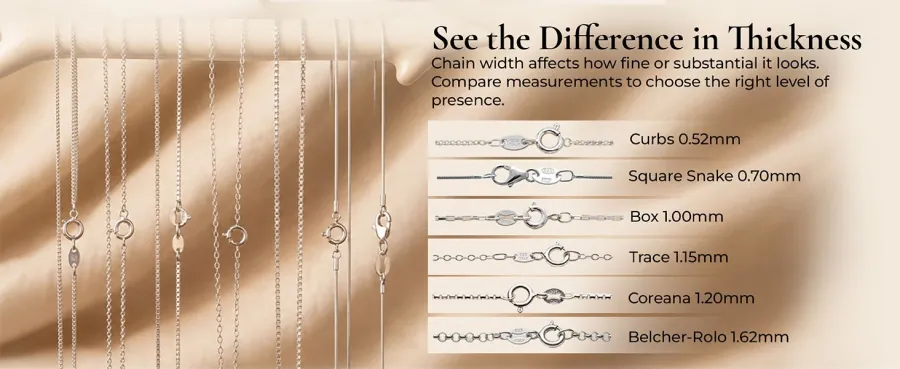 See the Difference in Thickness
Chain width affects how fine or substantial it looks.
Compare measurements to choose the right level of
presence.
Curbs 0.52mm
Square Snake 0.70mm
Box 1.00mm
Trace 1.15mm
Coreana 1.20mm
Belcher-Rolo 1.62mm